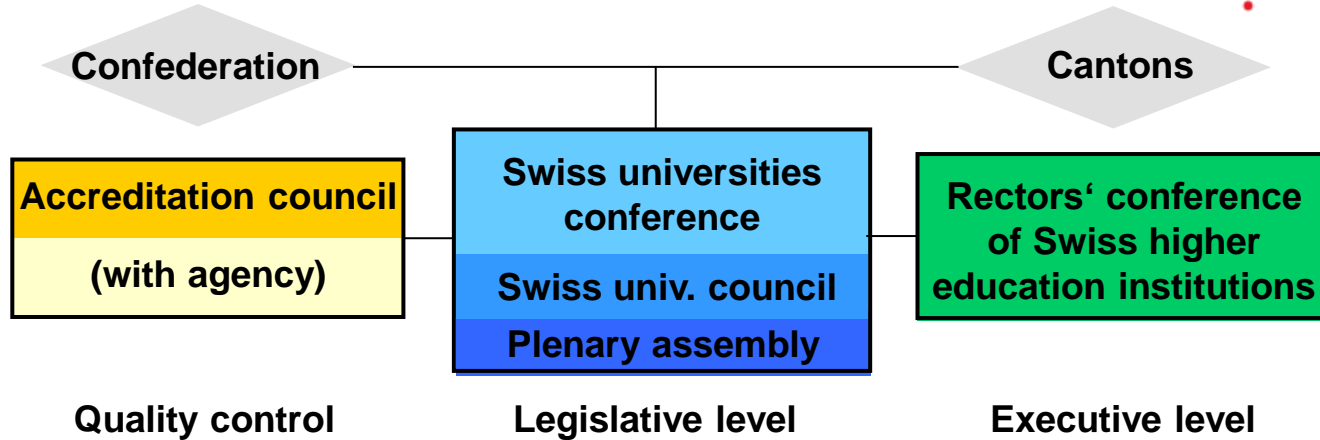 Confederation
Cantons
Accreditation council
(with agency)
Swiss universities
conference
Swiss univ. council
Plenary assembly
Rectors‘ conference
of Swiss higher
education institutions
Quality control
Legislative level
Executive level